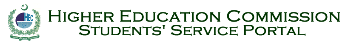 HIGHER EDUCATION COMMISSION
STUDENTS' SERVICE PORTAL